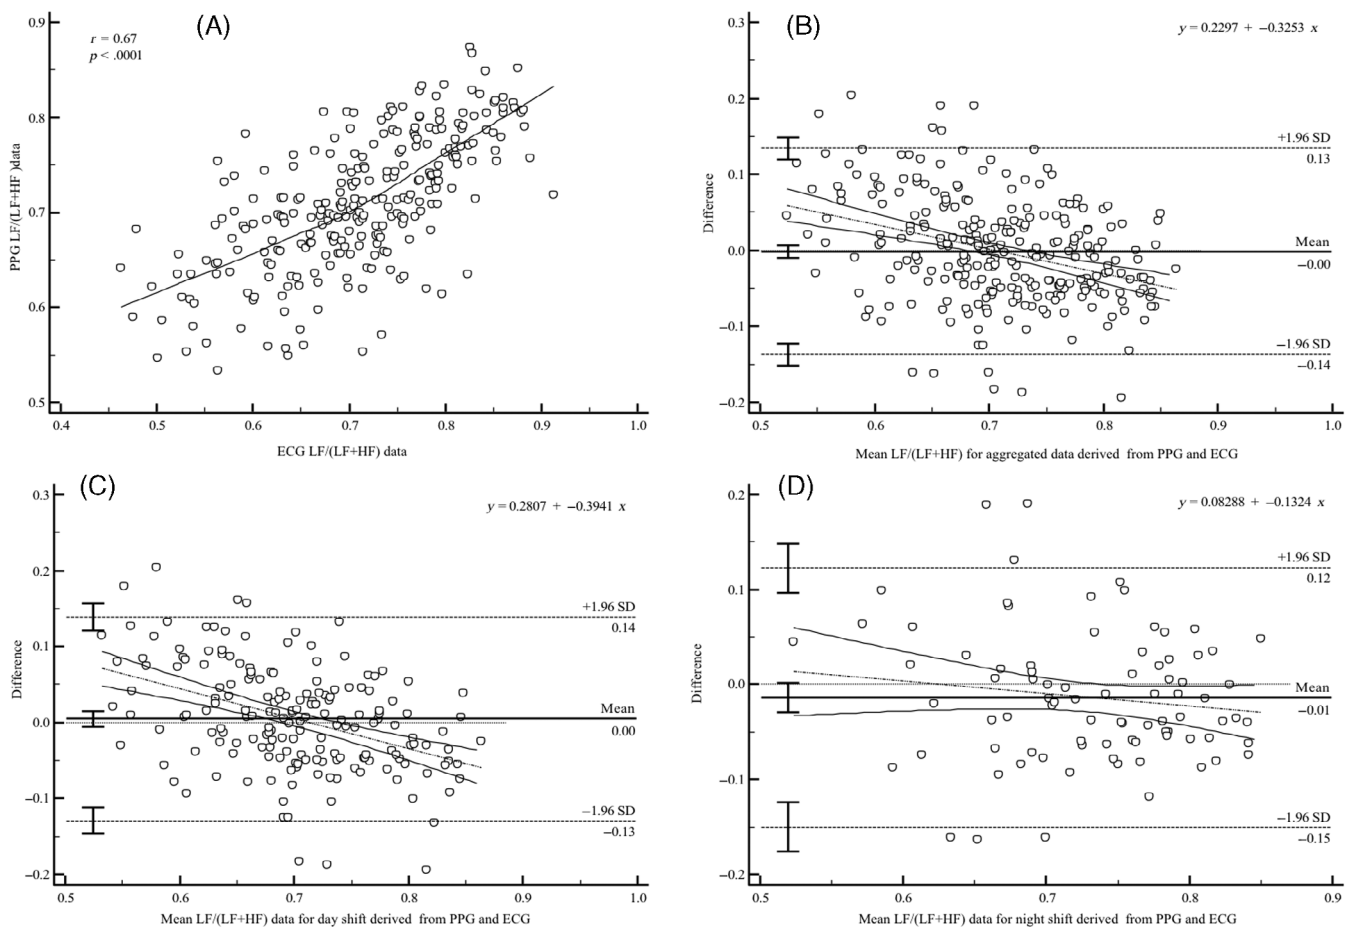 (A)
r = 0.67
p < .0001
0.9
0.8
0.7
0.6
0.5
PPG LF/(LF+HF )data
0.4 0.5 0.6 0.7 0.8 0.9 1.0
ECG LF/(LF+HF) data
(B)
y = 0.2297 + −0.3253 x
0.3
0.2
0.1
0.0
−0.1
−0.2
Difference
+1.96 SD
0.13
Mean
−0.00
−1.96 SD
−0.14
0.5 0.6 0.7 0.8 0.9 1.0
Mean LF/(LF+HF) for aggregated data derived from PPG and ECG
(C)
y = 0.2807 + −0.3941 x
0.3
0.2
0.1
0.0
−0.1
−0.2
Difference
+1.96 SD
0.14
Mean
0.00
−1.96 SD
−0.13
0.5 0.6 0.7 0.8 0.9 1.0
Mean LF/(LF+HF) data for day shift derived from PPG and ECG
(D)
y = 0.08288 + −0.1324 x
0.2
0.1
0.0
−0.1
−0.2
Difference
+1.96 SD
0.12
Mean
−0.01
−1.96 SD
−0.15
0.5 0.6 0.7 0.8 0.9
Mean LF/(LF+HF) data for night shift derived from PPG and ECG